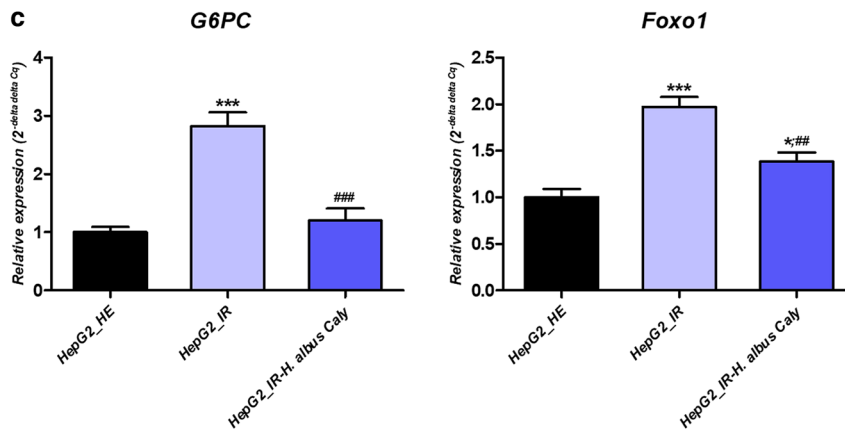 c
G6PC
Relative expression (2^-delta delta Cq)
4
3
2
1
0
***
###
HepG2_HE
HepG2_IR
HepG2_IR-H. albus Caly
Foxo1
Relative expression (2^-delta delta Cq)
2.5
2.0
1.5
1.0
0.5
0.0
***
*;##
HepG2_HE
HepG2_IR
HepG2_IR-H. albus Caly